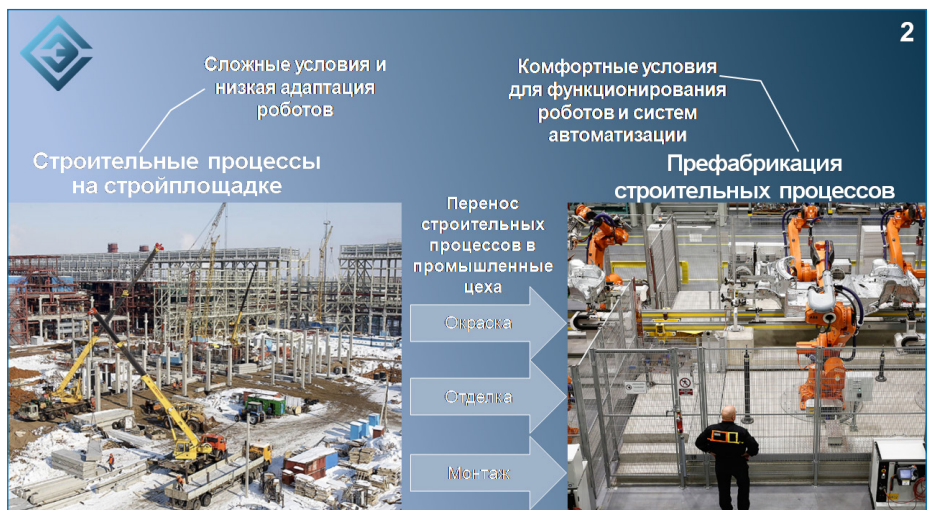 2
Сложные условия и
низкая адаптация
роботов
Строительные процессы
на стройплощадке
Комфортные условия
для функционирования
роботов и систем
автоматизации
Префабрикация
строительных процессов
Перенос
строительных
процессов в
промышленные
цеха
Окраска
Отделка
Монтаж